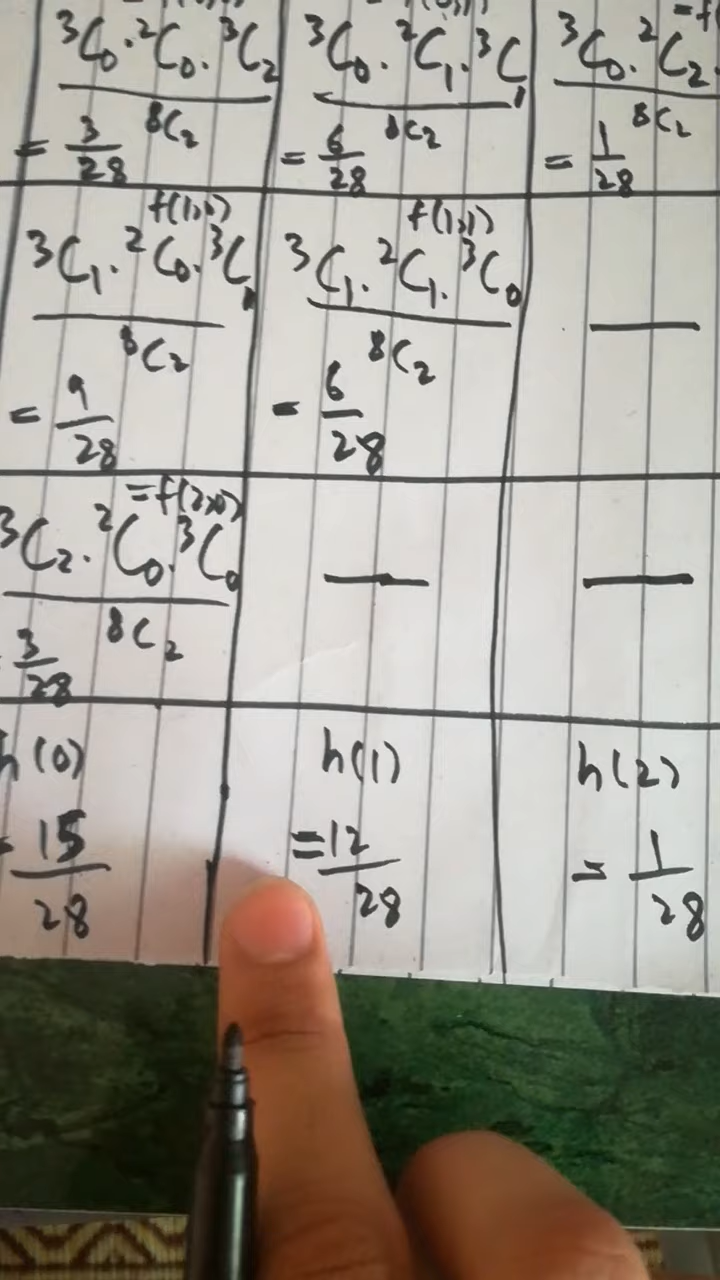 ³C₀·²C₀·³C₂ / ⁸C₂ = 3/28
³C₀·²C₁·³C₁ / ⁸C₂ = 6/28
³C₀·²C₂· / ⁸C₂ = 1/28
f(1,0) ³C₁·²C₀·³C₁ / ⁸C₂ = 9/28
f(1,1) ³C₁·²C₁·³C₀ / ⁸C₂ = 6/28
—
= f(2,0) ³C₂·²C₀·³C₀ / ⁸C₂ 3/28
—
—
h(0) = 15/28
h(1) = 12/28
h(2) = 1/28